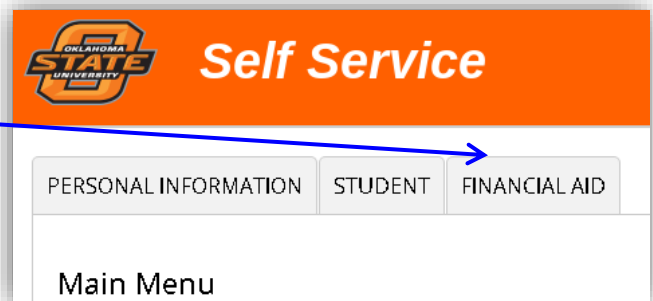 OKLAHOMA
STATE
UNIVERSITY
Self Service
PERSONAL INFORMATION STUDENT FINANCIAL AID
Main Menu